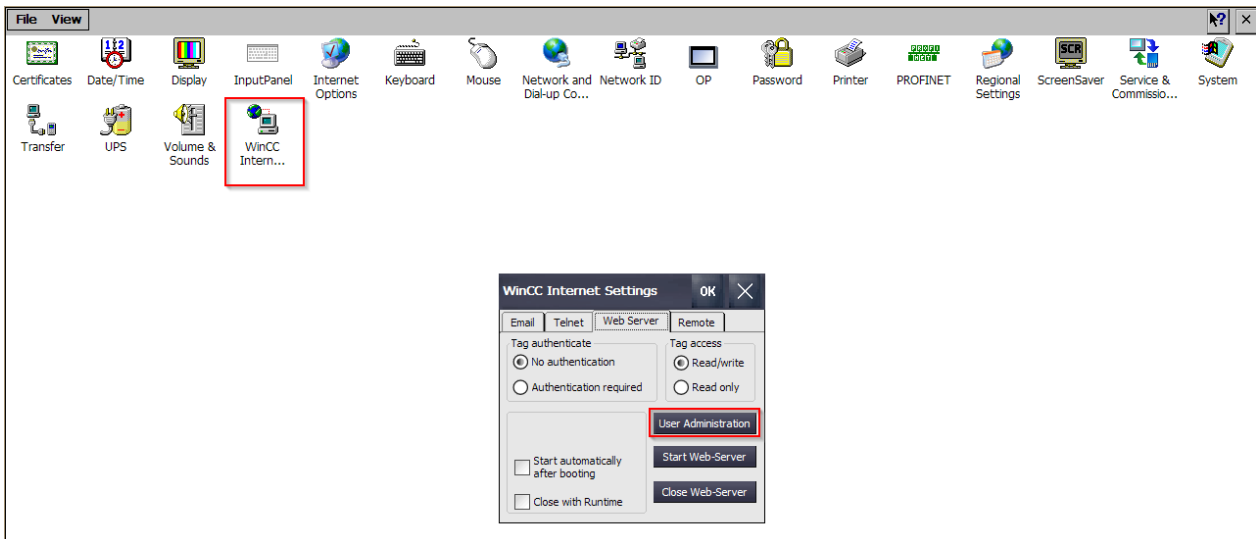 File View
?
Certificates
Date/Time
Display
InputPanel
Internet
Options
Keyboard
Mouse
Network and
Dial-up Co...
Network ID
OP
Password
Printer
PROFINET
Regional
Settings
ScreenSaver
Service &
Commissio...
System
SCR
Transfer
UPS
Volume &
Sounds
WinCC
Intern...
WinCC Internet Settings
OK
Email
Telnet
Web Server
Remote
Tag authenticate
No authentication
Authentication required
Tag access
Read/write
Read only
User Administration
Start automatically
after booting
Start Web-Server
Close with Runtime
Close Web-Server